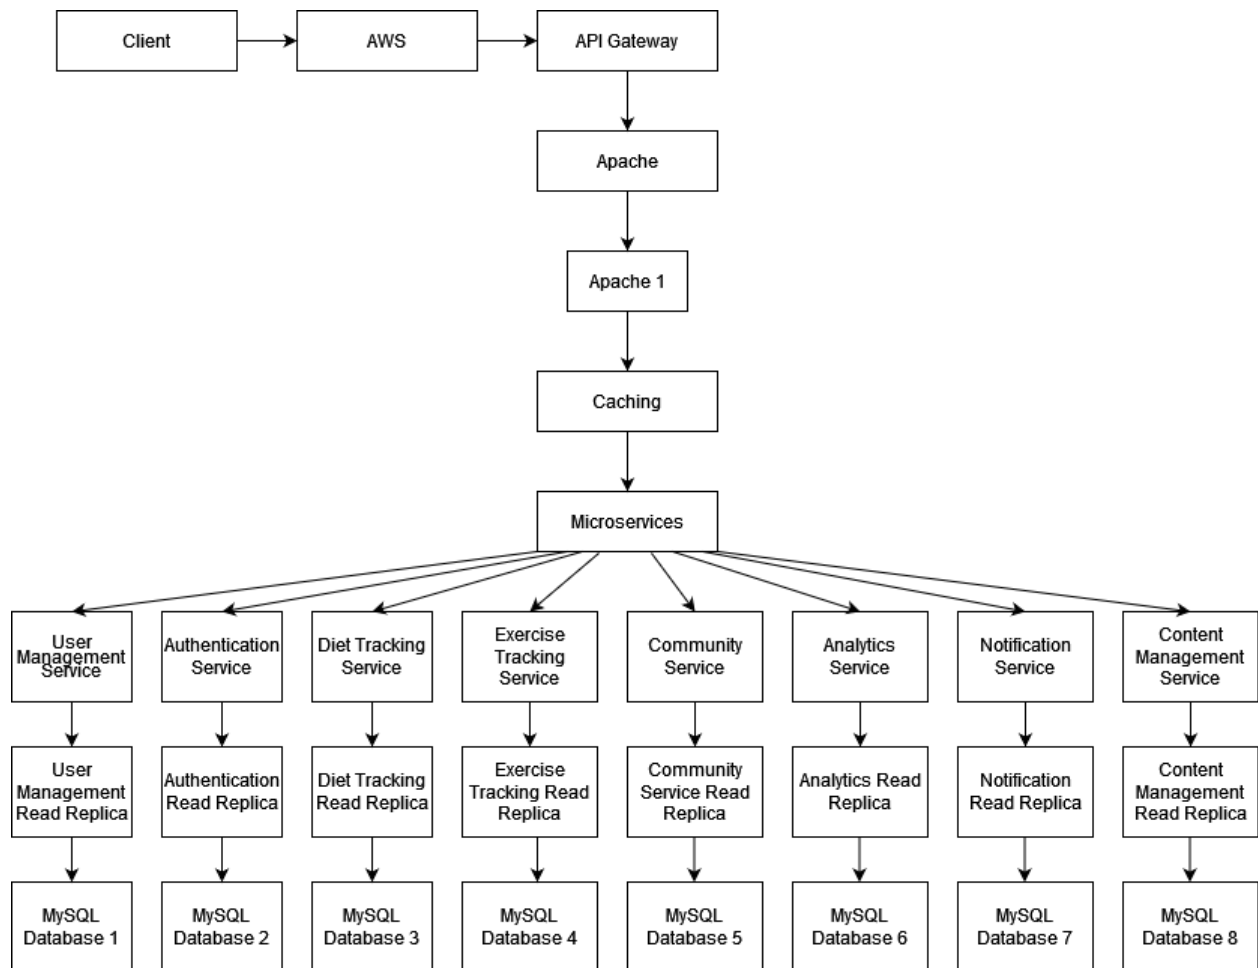 Client
AWS
API Gateway
Apache
Apache 1
Caching
Microservices
User
Management
Service
Authentication
Service
Diet Tracking
Service
Exercise
Tracking
Service
Community
Service
Analytics
Service
Notification
Service
Content
Management
Service
User
Management
Read Replica
Authentication
Read Replica
Diet Tracking
Read Replica
Exercise
Tracking Read
Replica
Community
Service Read
Replica
Analytics Read
Replica
Notification
Read Replica
Content
Management
Read Replica
MySQL
Database 1
MySQL
Database 2
MySQL
Database 3
MySQL
Database 4
MySQL
Database 5
MySQL
Database 6
MySQL
Database 7
MySQL
Database 8